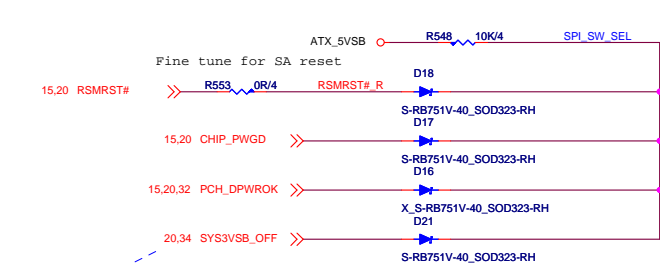 ATX_5VSB R548 10K/4 SPI_SW_SEL
Fine tune for SA reset
D18
15,20 RSMRST# R553 0R/4 RSMRST#_R
S-RB751V-40_SOD323-RH
D17
15,20 CHIP_PWGD
S-RB751V-40_SOD323-RH
D16
15,20,32 PCH_DPWROK
X_S-RB751V-40_SOD323-RH
D21
20,34 SYS3VSB_OFF
S-RB751V-40_SOD323-RH